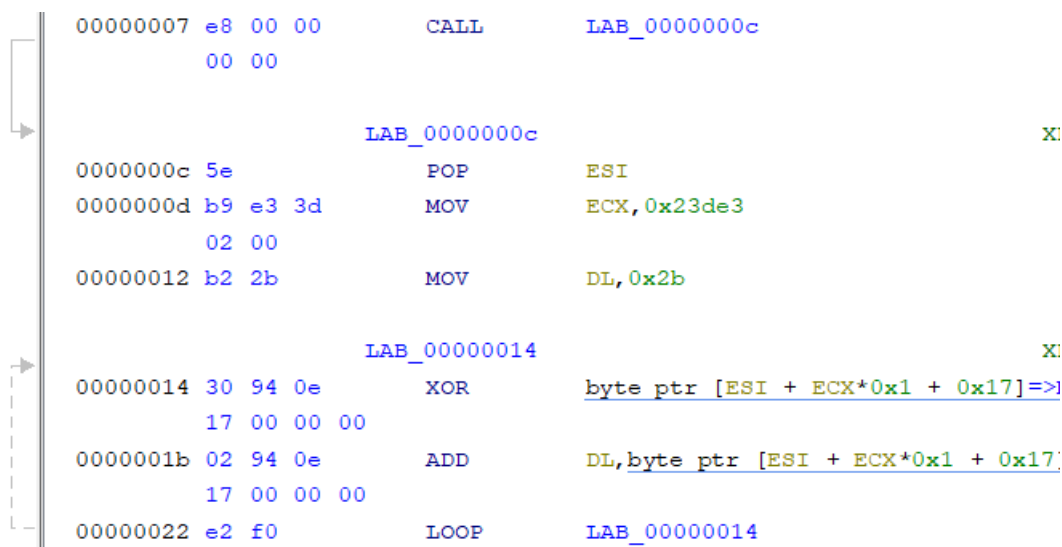 00000007 e8 00 00 CALL LAB_0000000c
00 00
LAB_0000000c
0000000c 5e POP ESI
0000000d b9 e3 3d MOV ECX,0x23de3
02 00
00000012 b2 2b MOV DL,0x2b
LAB_00000014
00000014 30 94 0e XOR byte ptr [ESI + ECX*0x1 + 0x17]=>
17 00 00 00
0000001b 02 94 0e ADD DL,byte ptr [ESI + ECX*0x1 + 0x17]
17 00 00 00
00000022 e2 f0 LOOP LAB_00000014